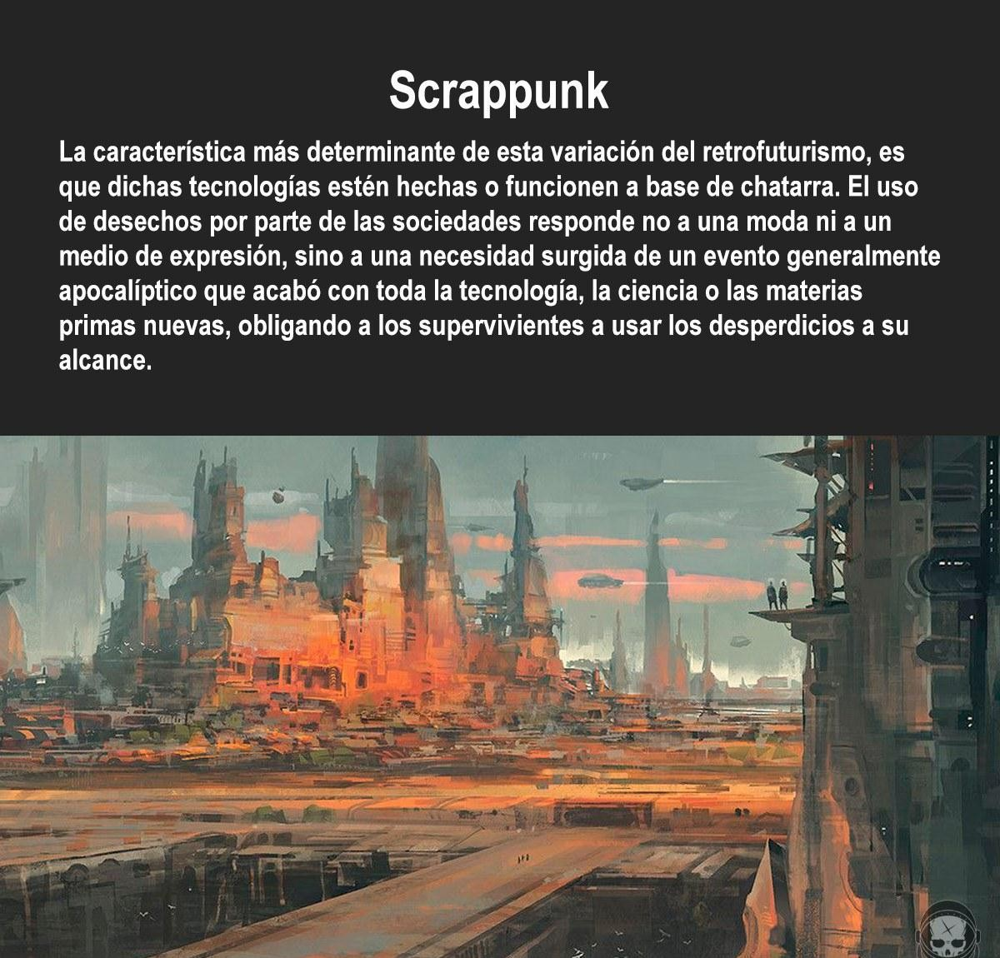 Scrappunk
La característica más determinante de esta variación del retrofuturismo, es
que dichas tecnologías estén hechas o funcionen a base de chatarra. El uso
de desechos por parte de las sociedades responde no a una moda ni a un
medio de expresión, sino a una necesidad surgida de un evento generalmente
apocalíptico que acabó con toda la tecnología, la ciencia o las materias
primas nuevas, obligando a los supervivientes a usar los desperdicios a su
alcance.